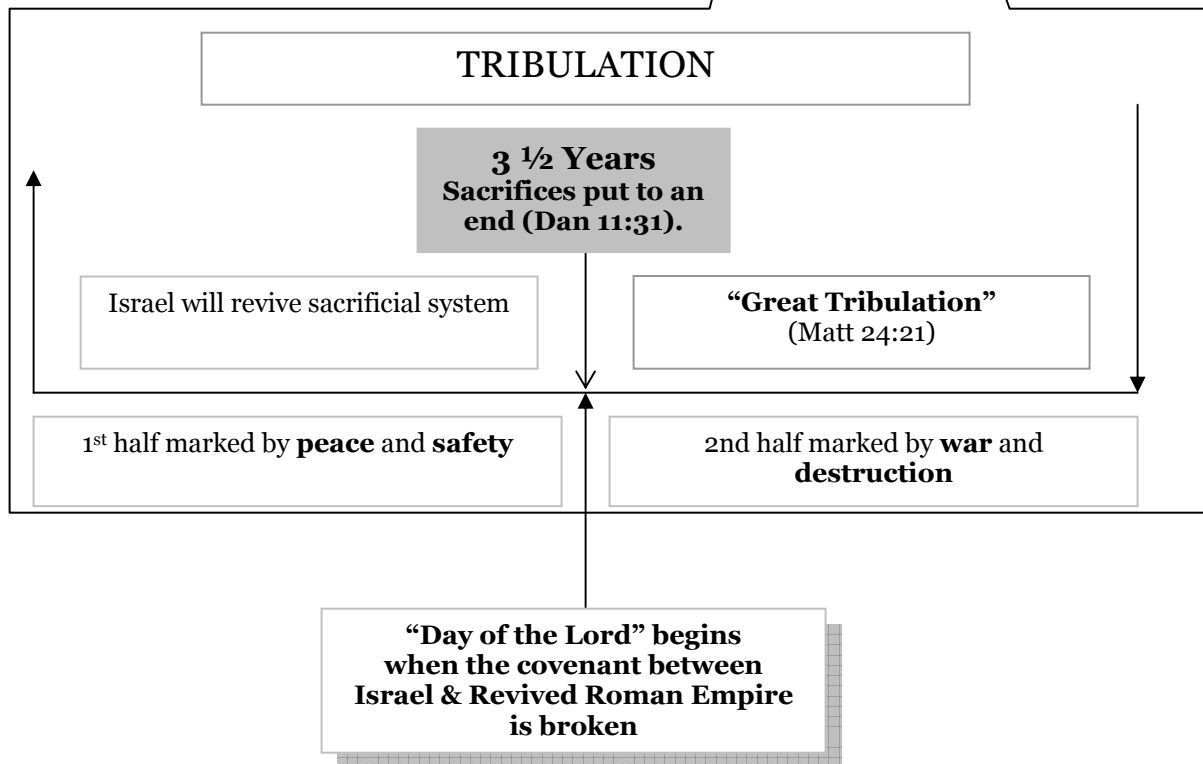 TRIBULATION
3 ½ Years
Sacrifices put to an
end (Dan 11:31).
Israel will revive sacrificial system
“Great Tribulation”
(Matt 24:21)
1st half marked by peace and safety
2nd half marked by war and
destruction
“Day of the Lord” begins
when the covenant between
Israel & Revived Roman Empire
is broken